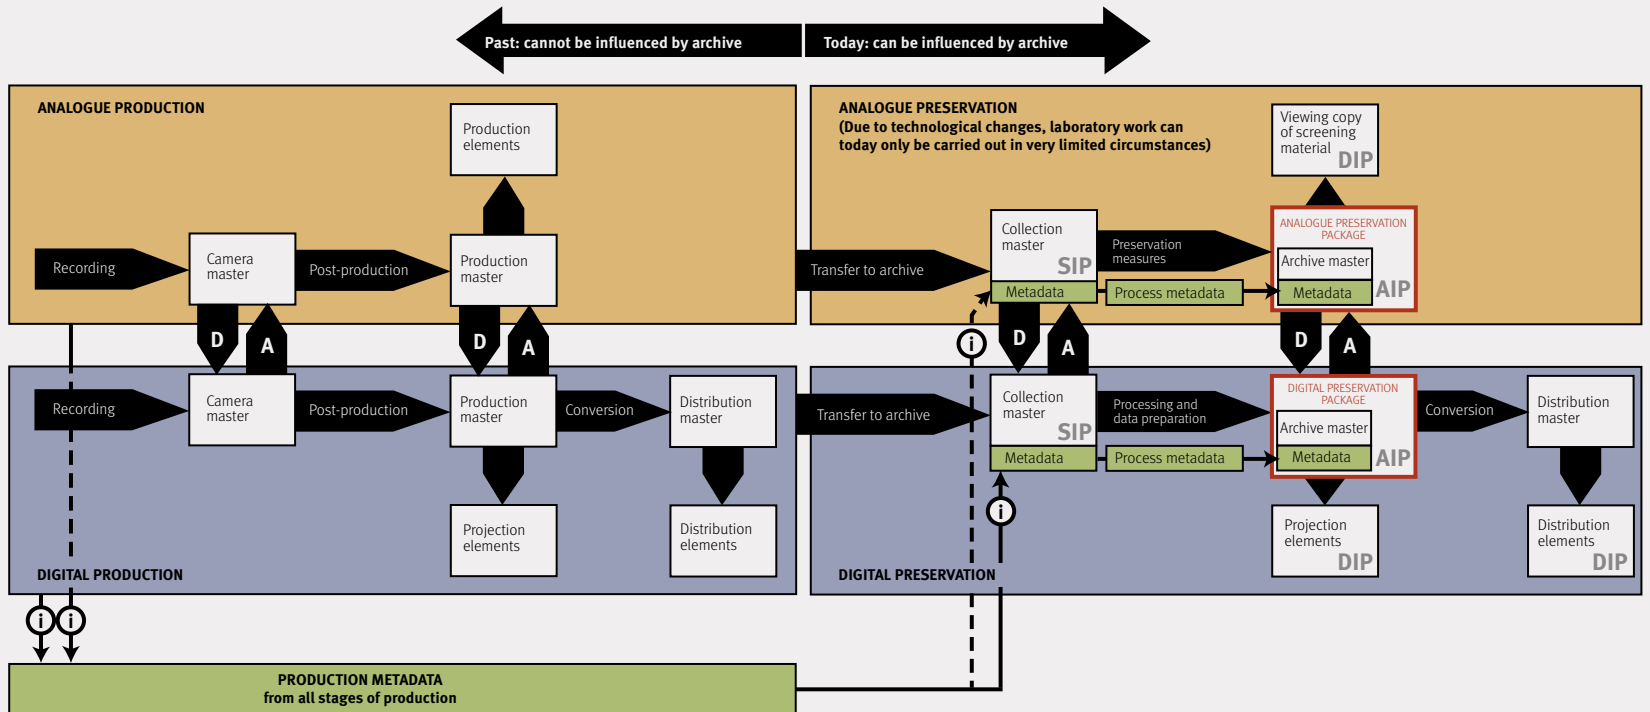 Past: cannot be influenced by archive
Today: can be influenced by archive
ANALOGUE PRODUCTION
Production
elements
Recording
Camera
master
Post-production
Production
master
D
A
D
A
Recording
Camera
master
Post-production
Production
master
Conversion
Distribution
master
Projection
elements
Distribution
elements
DIGITAL PRODUCTION
i
i
PRODUCTION METADATA
from all stages of production
ANALOGUE PRESERVATION
(Due to technological changes, laboratory work can
today only be carried out in very limited circumstances)
Viewing copy
of screening
material
DIP
Transfer to archive
Collection
master
SIP
Metadata
Preservation
measures
Process metadata
ANALOGUE PRESERVATION
PACKAGE
Archive master
Metadata
AIP
i
D
A
D
A
Transfer to archive
Collection
master
SIP
Metadata
Processing and
data preparation
Process metadata
DIGITAL PRESERVATION
PACKAGE
Archive master
Metadata
AIP
Conversion
Distribution
master
i
Projection
elements
DIP
Distribution
elements
DIP
DIGITAL PRESERVATION